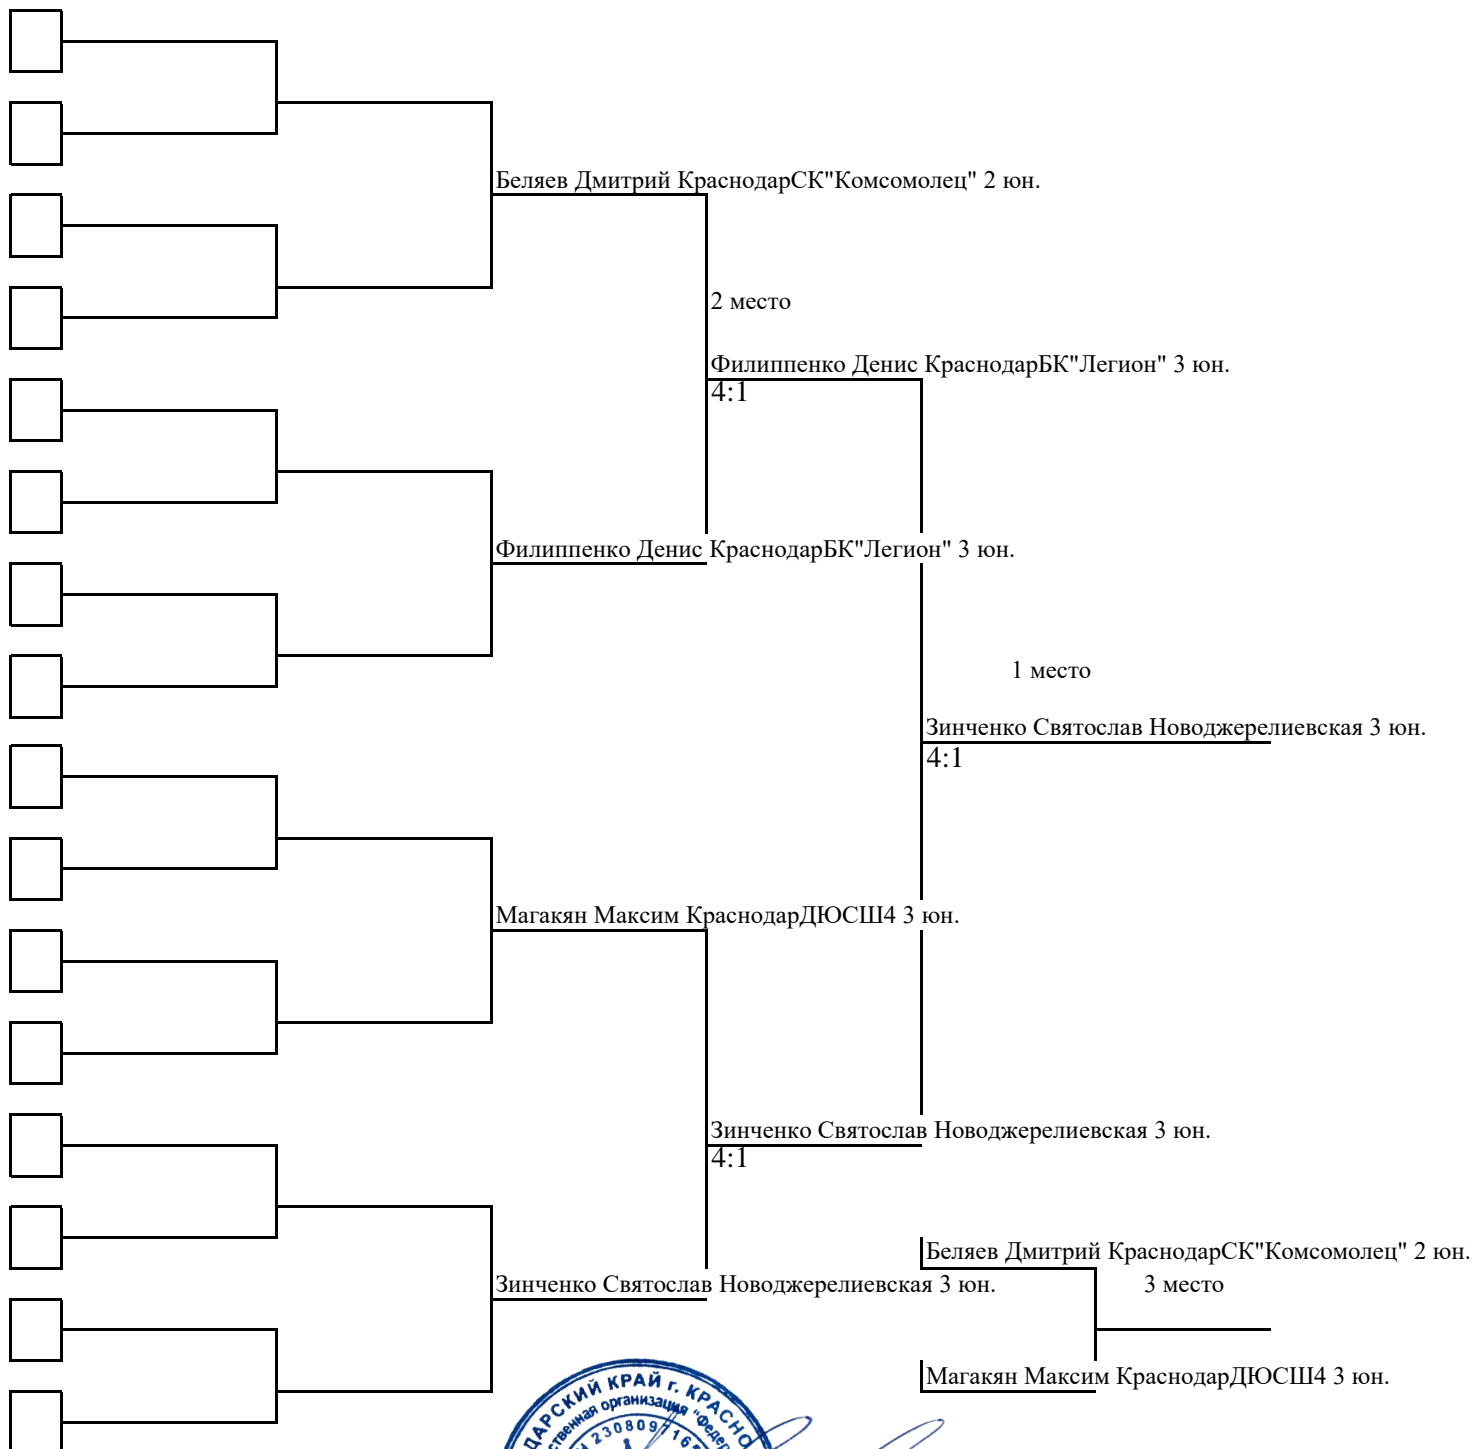 Беляев Дмитрий КраснодарСК"Комсомолец" 2 юн.
2 место
Филиппенко Денис КраснодарБК"Легион" 3 юн.
4:1
Филиппенко Денис КраснодарБК"Легион" 3 юн.
1 место
Зинченко Святослав Новоджерелиевская 3 юн.
4:1
Магакян Максим КраснодарДЮСШ4 3 юн.
Зинченко Святослав Новоджерелиевская 3 юн.
4:1
Беляев Дмитрий КраснодарСК"Комсомолец" 2 юн.
Зинченко Святослав Новоджерелиевская 3 юн.
3 место
Магакян Максим КраснодарДЮСШ4 3 юн.
КРАЙ г.
организация